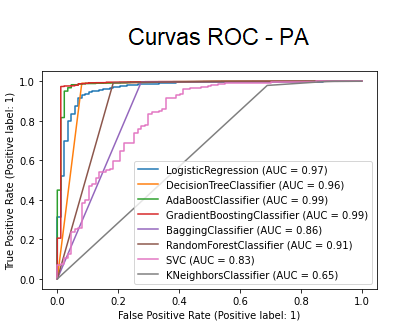 Curvas ROC - PA
True Positive Rate (Positive label: 1)
1.0
0.8
0.6
0.4
0.2
0.0
LogisticRegression (AUC = 0.97)
DecisionTreeClassifier (AUC = 0.96)
AdaBoostClassifier (AUC = 0.99)
GradientBoostingClassifier (AUC = 0.99)
BaggingClassifier (AUC = 0.86)
RandomForestClassifier (AUC = 0.91)
SVC (AUC = 0.83)
KNeighborsClassifier (AUC = 0.65)
0.0 0.2 0.4 0.6 0.8 1.0
False Positive Rate (Positive label: 1)